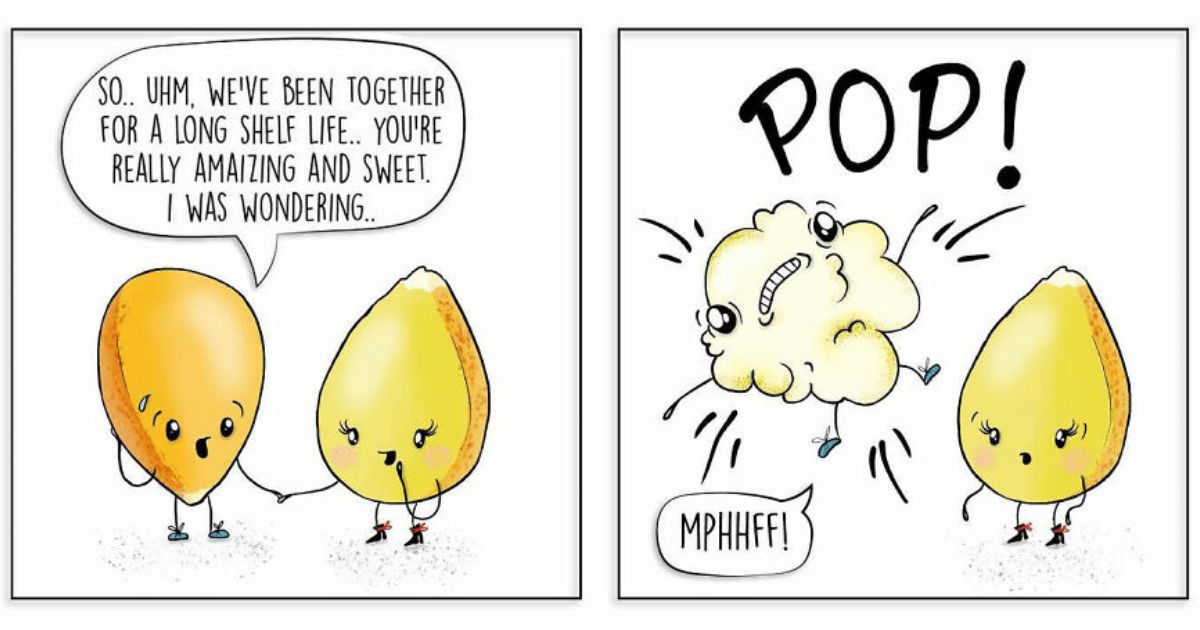 SO.. UHM, WE'VE BEEN TOGETHER
FOR A LONG SHELF LIFE.. YOU'RE
REALLY AMAIZING AND SWEET.
I WAS WONDERING..
POP!
MPHHFF!